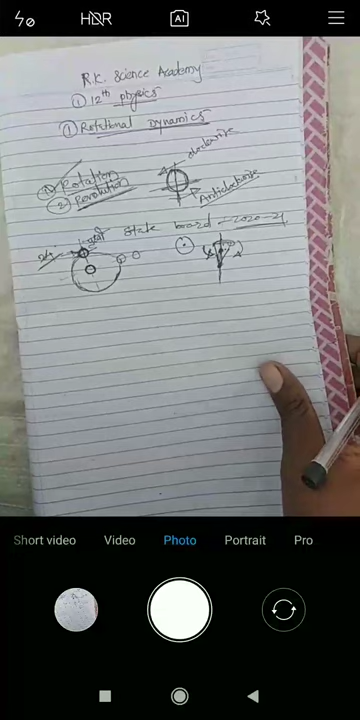 HDR
AI
R.K. Science Academy
① 12th physics
① Rotational Dynamics
clockwise
① Rotation
② Revolution
Anticlockwise
State board - 2020-21
Short video Video Photo Portrait Pro